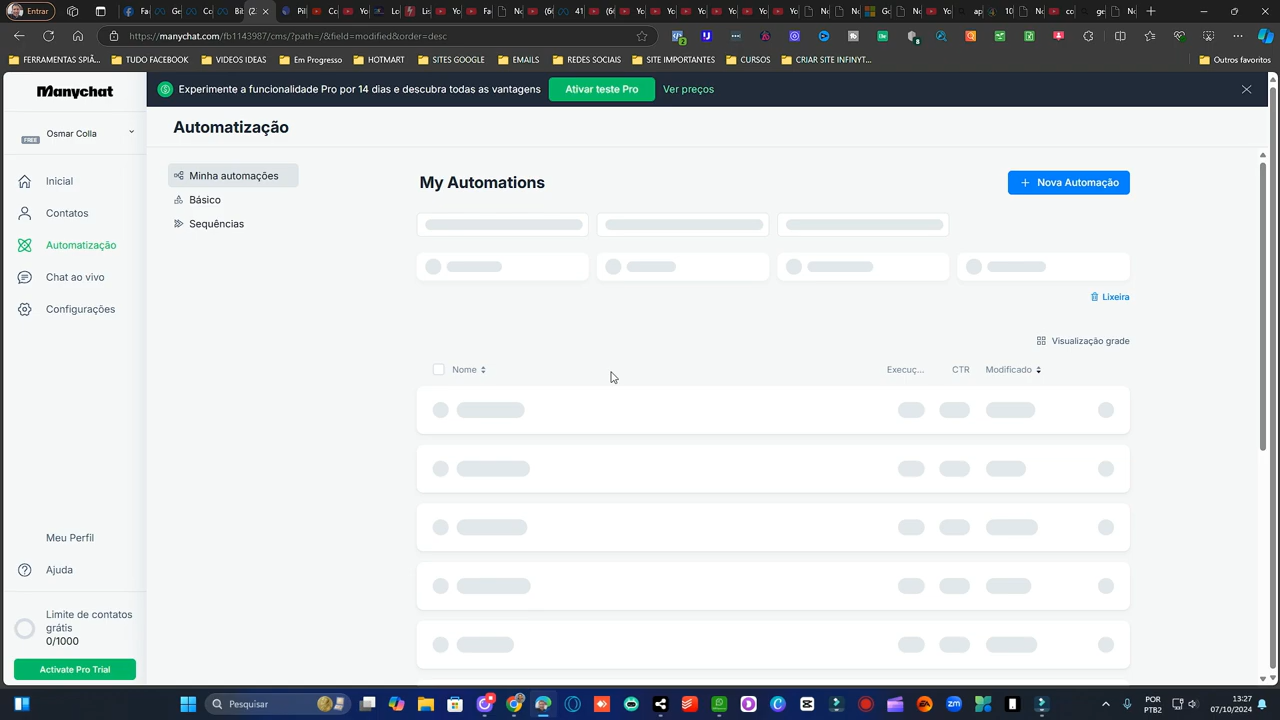 Entrar
https://manychat.com/fb1143987/cms?path=/&field=modified&order=desc
FERRAMENTAS SPIÃ...
TUDO FACEBOOK
VIDEOS IDEAS
Em Progresso
HOTMART
SITES GOOGLE
EMAILS
REDES SOCIAIS
SITE IMPORTANTES
CURSOS
CRIAR SITE INFINYT...
Outros favoritos
Manychat
Experimente a funcionalidade Pro por 14 dias e descubra todas as vantagens
Ativar teste Pro
Ver preços
FREE
Osmar Colla
Automatização
Inicial
Contatos
Automatização
Chat ao vivo
Configurações
Minha automações
Básico
Sequências
My Automations
Nova Automação
Lixeira
Visualização grade
Nome
Execuç...
CTR
Modificado
Meu Perfil
Ajuda
Limite de contatos
grátis
0/1000
Activate Pro Trial
Pesquisar
POR
PTB2
13:27
07/10/2024